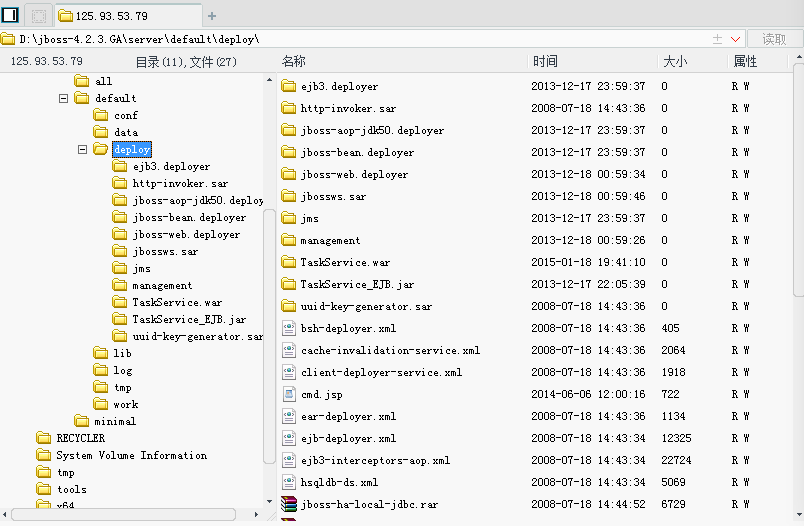 125.93.53.79
D:\jboss-4.2.3.GA\server\default\deploy\
读取
125.93.53.79 目录(11),文件(27)
名称 时间 大小 属性
all
default
conf
data
deploy
ejb3.deployer
http-invoker.sar
jboss-aop-jdk50.deploy
jboss-bean.deployer
jboss-web.deployer
jbossws.sar
jms
management
TaskService.war
TaskService_EJB.jar
uuid-key-generator.sar
lib
log
tmp
work
minimal
RECYCLER
System Volume Information
tmp
tools
x64
ejb3.deployer 2013-12-17 23:59:37 0 R W
http-invoker.sar 2008-07-18 14:43:36 0 R W
jboss-aop-jdk50.deployer 2013-12-17 23:59:37 0 R W
jboss-bean.deployer 2013-12-17 23:59:37 0 R W
jboss-web.deployer 2013-12-18 00:59:34 0 R W
jbossws.sar 2013-12-18 00:59:46 0 R W
jms 2013-12-17 23:59:37 0 R W
management 2013-12-18 00:59:26 0 R W
TaskService.war 2015-01-18 19:41:10 0 R W
TaskService_EJB.jar 2013-12-17 22:05:39 0 R W
uuid-key-generator.sar 2008-07-18 14:43:36 0 R W
bsh-deployer.xml 2008-07-18 14:43:36 405 R W
cache-invalidation-service.xml 2008-07-18 14:43:36 2064 R W
client-deployer-service.xml 2008-07-18 14:43:36 1918 R W
cmd.jsp 2014-06-06 12:00:16 722 R W
ear-deployer.xml 2008-07-18 14:43:36 1134 R W
ejb-deployer.xml 2008-07-18 14:43:34 12325 R W
ejb3-interceptors-aop.xml 2008-07-18 14:43:34 22724 R W
hsqldb-ds.xml 2008-07-18 14:43:34 5069 R W
jboss-ha-local-jdbc.rar 2008-07-18 14:44:52 6729 R W